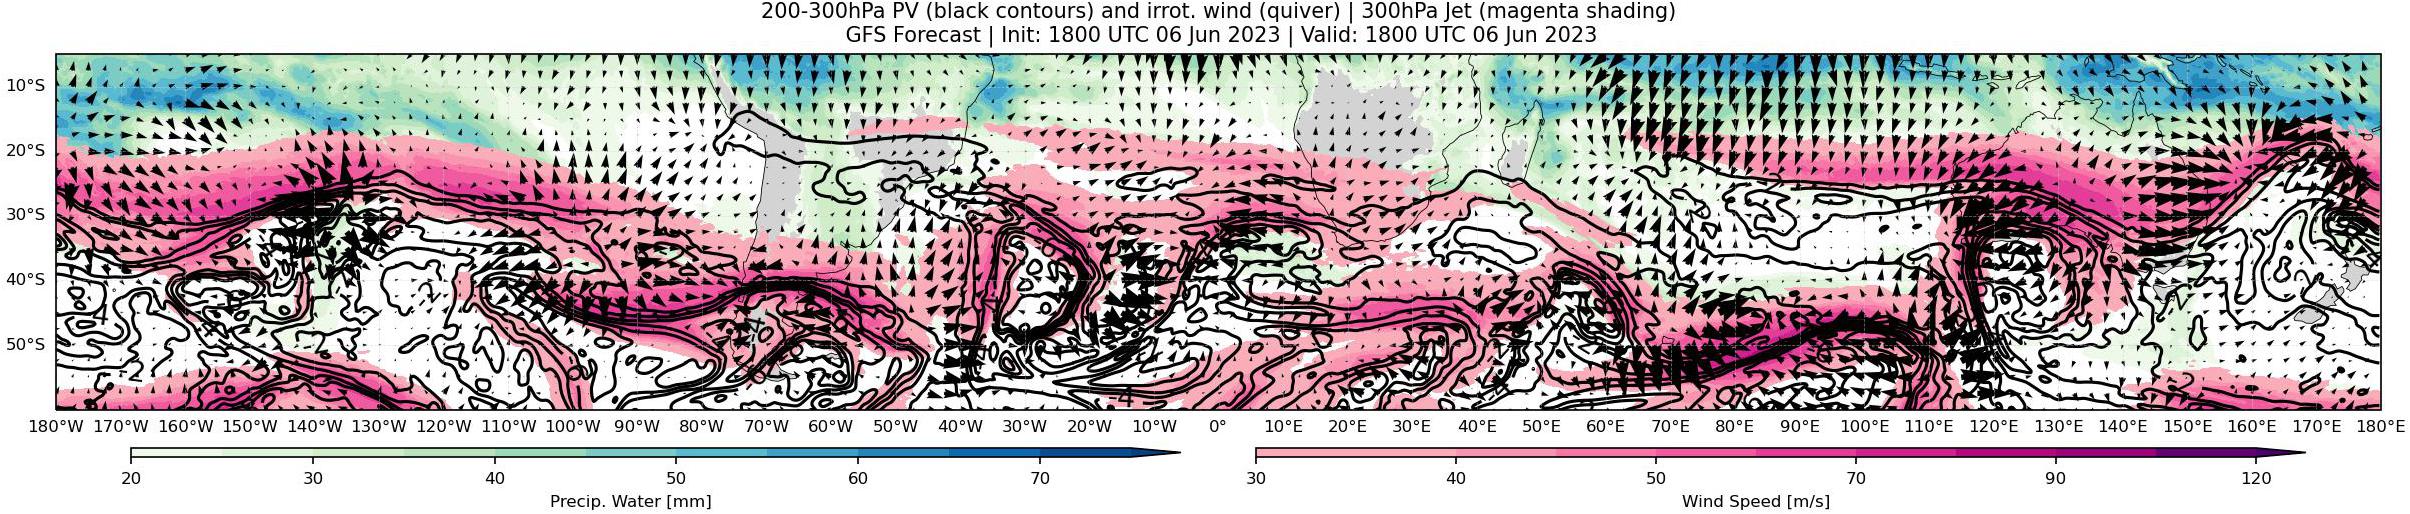 200-300hPa PV (black contours) and irrot. wind (quiver) | 300hPa Jet (magenta shading)
GFS Forecast | Init: 1800 UTC 06 Jun 2023 | Valid: 1800 UTC 06 Jun 2023
10°S
20°S
30°S
40°S
50°S
-4
180°W 170°W 160°W 150°W 140°W 130°W 120°W 110°W 100°W 90°W 80°W 70°W 60°W 50°W 40°W 30°W 20°W 10°W 0° 10°E 20°E 30°E 40°E 50°E 60°E 70°E 80°E 90°E 100°E 110°E 120°E 130°E 140°E 150°E 160°E 170°E 180°E
20 30 40 50 60 70
Precip. Water [mm]
30 40 50 70 90 120
Wind Speed [m/s]